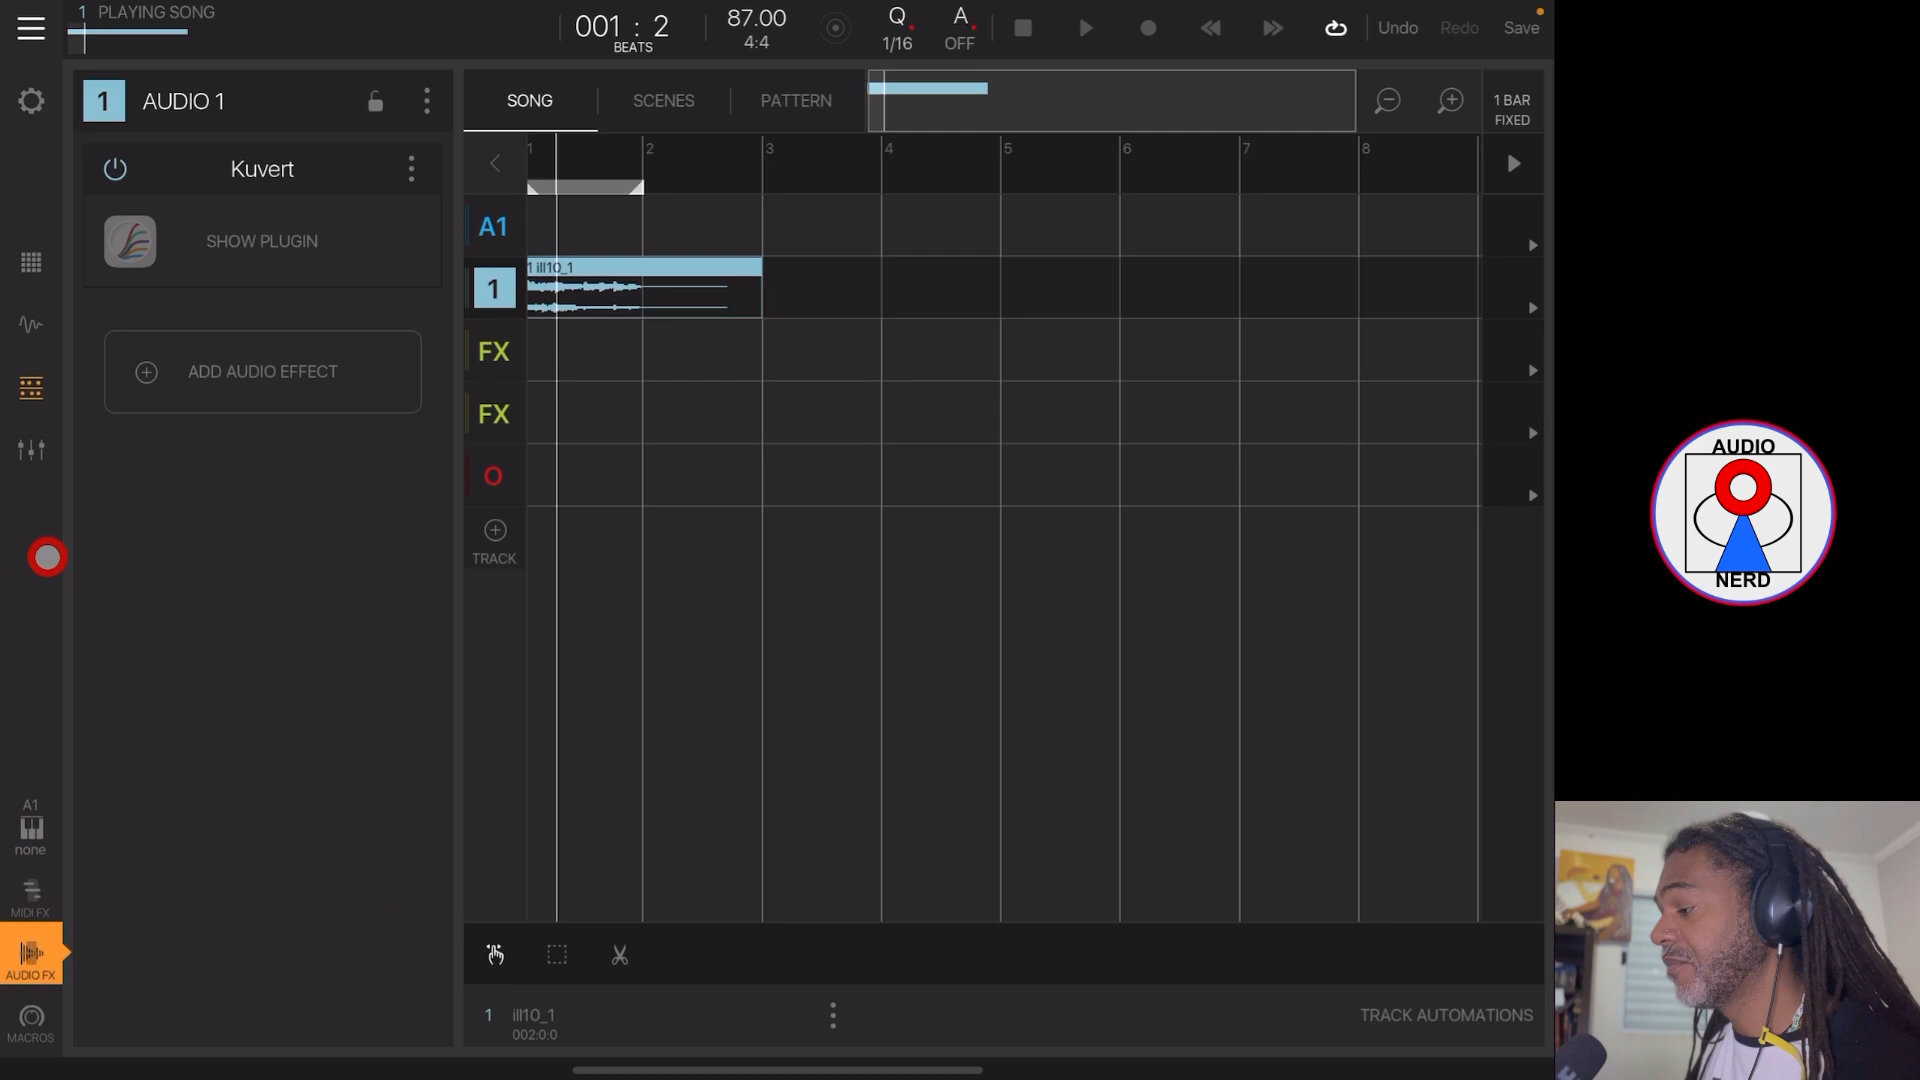 1 PLAYING SONG
001 : 2
BEATS
87.00
4:4
Q
1/16
A
OFF
Undo
Redo
Save
1
AUDIO 1
SONG
SCENES
PATTERN
1 BAR
FIXED
Kuvert
SHOW PLUGIN
ADD AUDIO EFFECT
1
2
3
4
5
6
7
8
A1
1 ill10_1
1
FX
FX
O
TRACK
A1
none
MIDI FX
AUDIO FX
MACROS
1
ill10_1
002:0:0
TRACK AUTOMATIONS
AUDIO
NERD